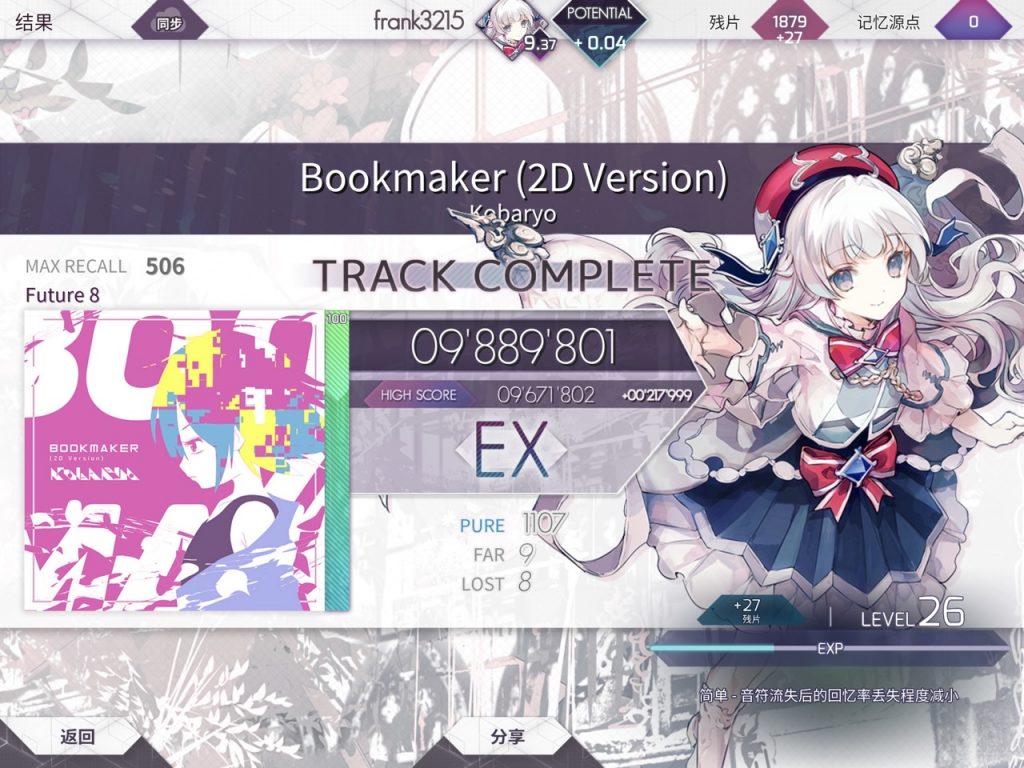 结果
同步
frank3215
9.37
POTENTIAL
+ 0.04
残片
1879
+27
记忆源点
0
Bookmaker (2D Version)
Kobaryo
MAX RECALL 506
Future 8
TRACK COMPLETE
100
09'889'801
HIGH SCORE 09'671'802 +00'217'999
EX
BOOKMAKER
(2D Version)
PURE 1107
FAR 9
LOST 8
+27
残片
LEVEL 26
EXP
简单 - 音符流失后的回忆率丢失程度减小
返回
分享